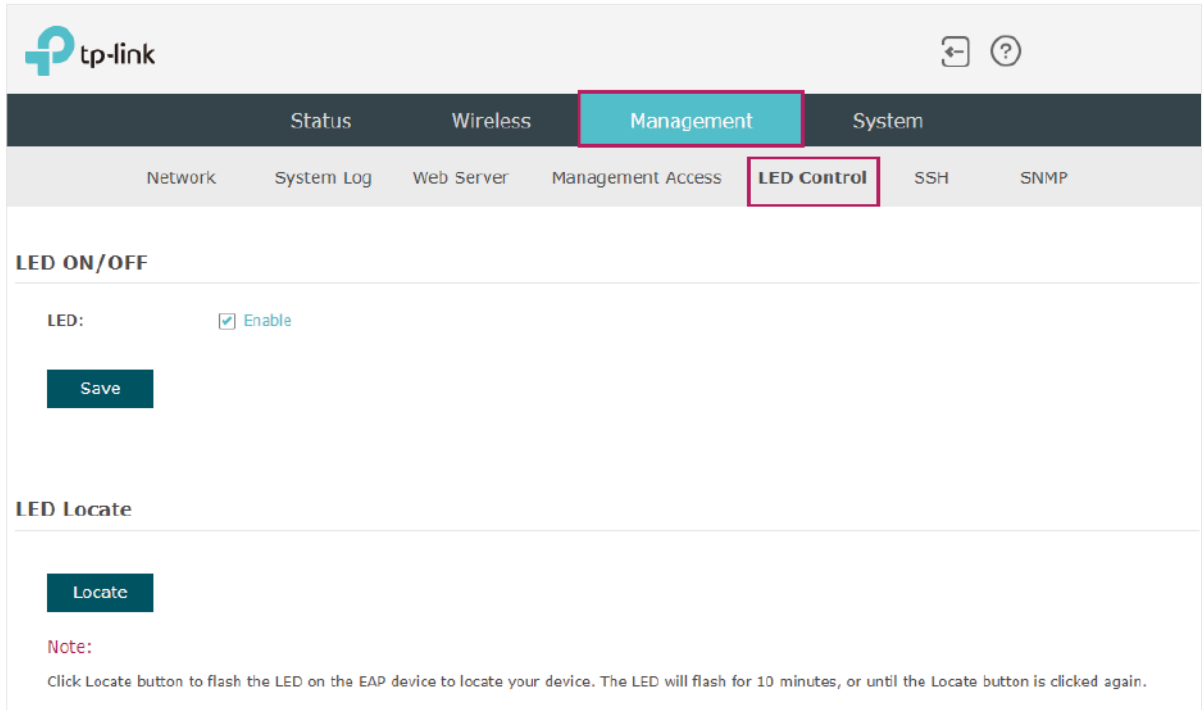 tp-link
Status Wireless Management System
Network System Log Web Server Management Access LED Control SSH SNMP
LED ON/OFF
LED: Enable
Save
LED Locate
Locate
Note:
Click Locate button to flash the LED on the EAP device to locate your device. The LED will flash for 10 minutes, or until the Locate button is clicked again.